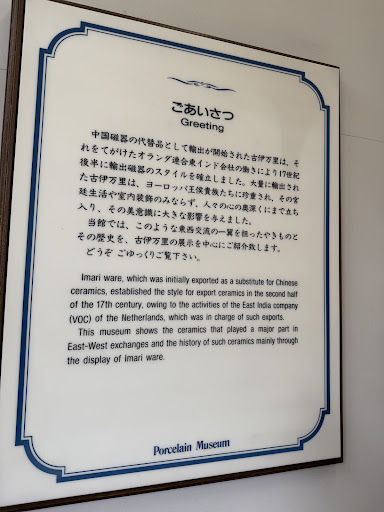 ごあいさつ
Greeting
中国磁器の代替品として輸出が開始された古伊万里は、そ
れをてがけたオランダ連合東インド会社の働きにより17世紀
後半に輸出磁器のスタイルを確立しました。大量に輸出され
た古伊万里は、ヨーロッパ王侯貴族たちに珍重され、その宮
廷生活や室内装飾のみならず、人々の心の奥深くにまで立ち
入り、その美意識に大きな影響を与えました。
当館では、このような東西交流の一翼を担ったやきものと
その歴史を、古伊万里の展示を中心にご紹介致します。
どうぞ ごゆっくりご覧下さい。
Imari ware, which was initially exported as a substitute for Chinese
ceramics, established the style for export ceramics in the second half
of the 17th century, owing to the activities of the East India company
(VOC) of the Netherlands, which was in charge of such exports.
This museum shows the ceramics that played a major part in
East-West exchanges and the history of such ceramics mainly through
the display of Imari ware.
Porcelain Museum